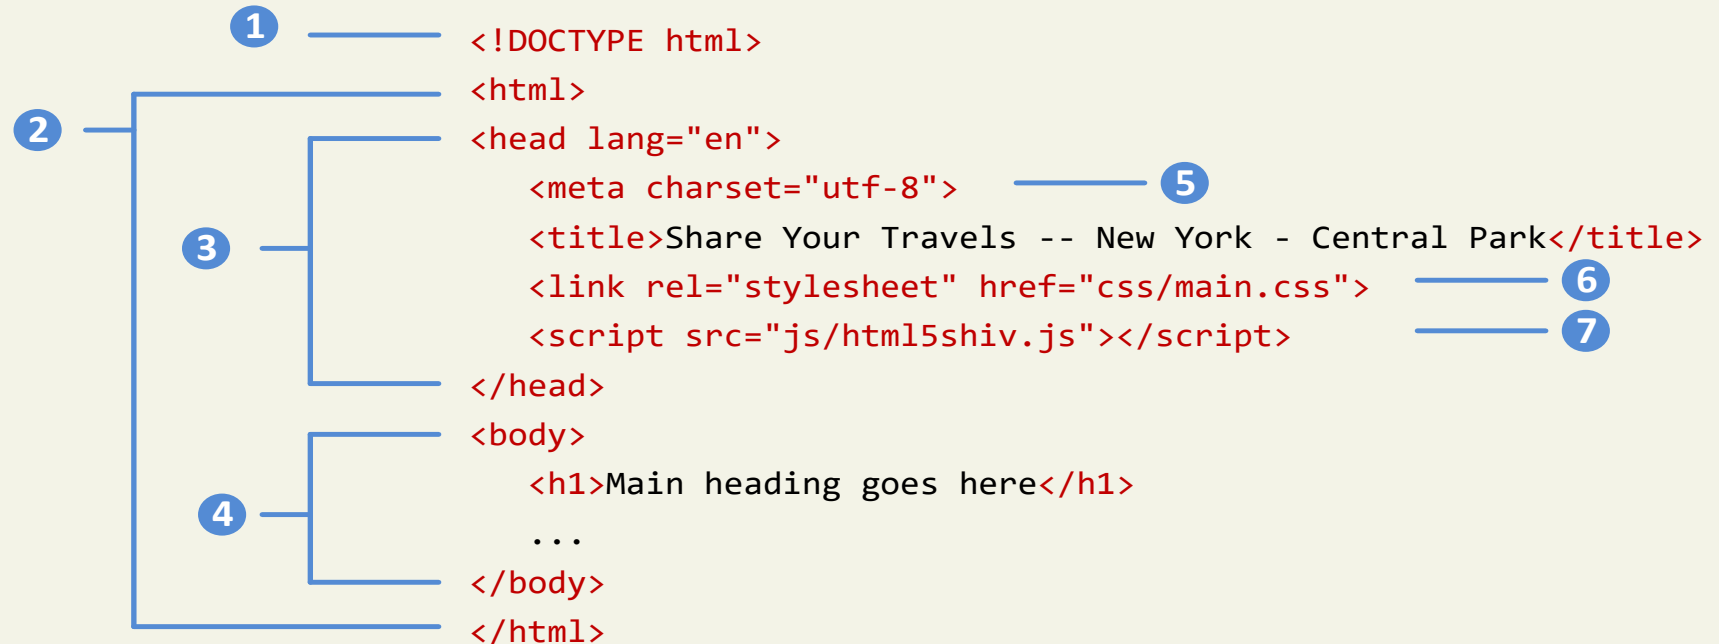 1 <!DOCTYPE html>
<html>
2
<head lang="en">
<meta charset="utf-8"> 5
3 <title>Share Your Travels -- New York - Central Park</title>
<link rel="stylesheet" href="css/main.css"> 6
<script src="js/html5shiv.js"></script> 7
</head>
<body>
<h1>Main heading goes here</h1>
4
...
</body>
</html>